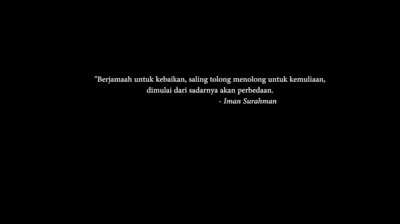 "Berjamaah untuk kebaikan, saling tolong menolong untuk kemuliaan,
dimulai dari sadarnya akan perbedaan.
- Iman Surahman